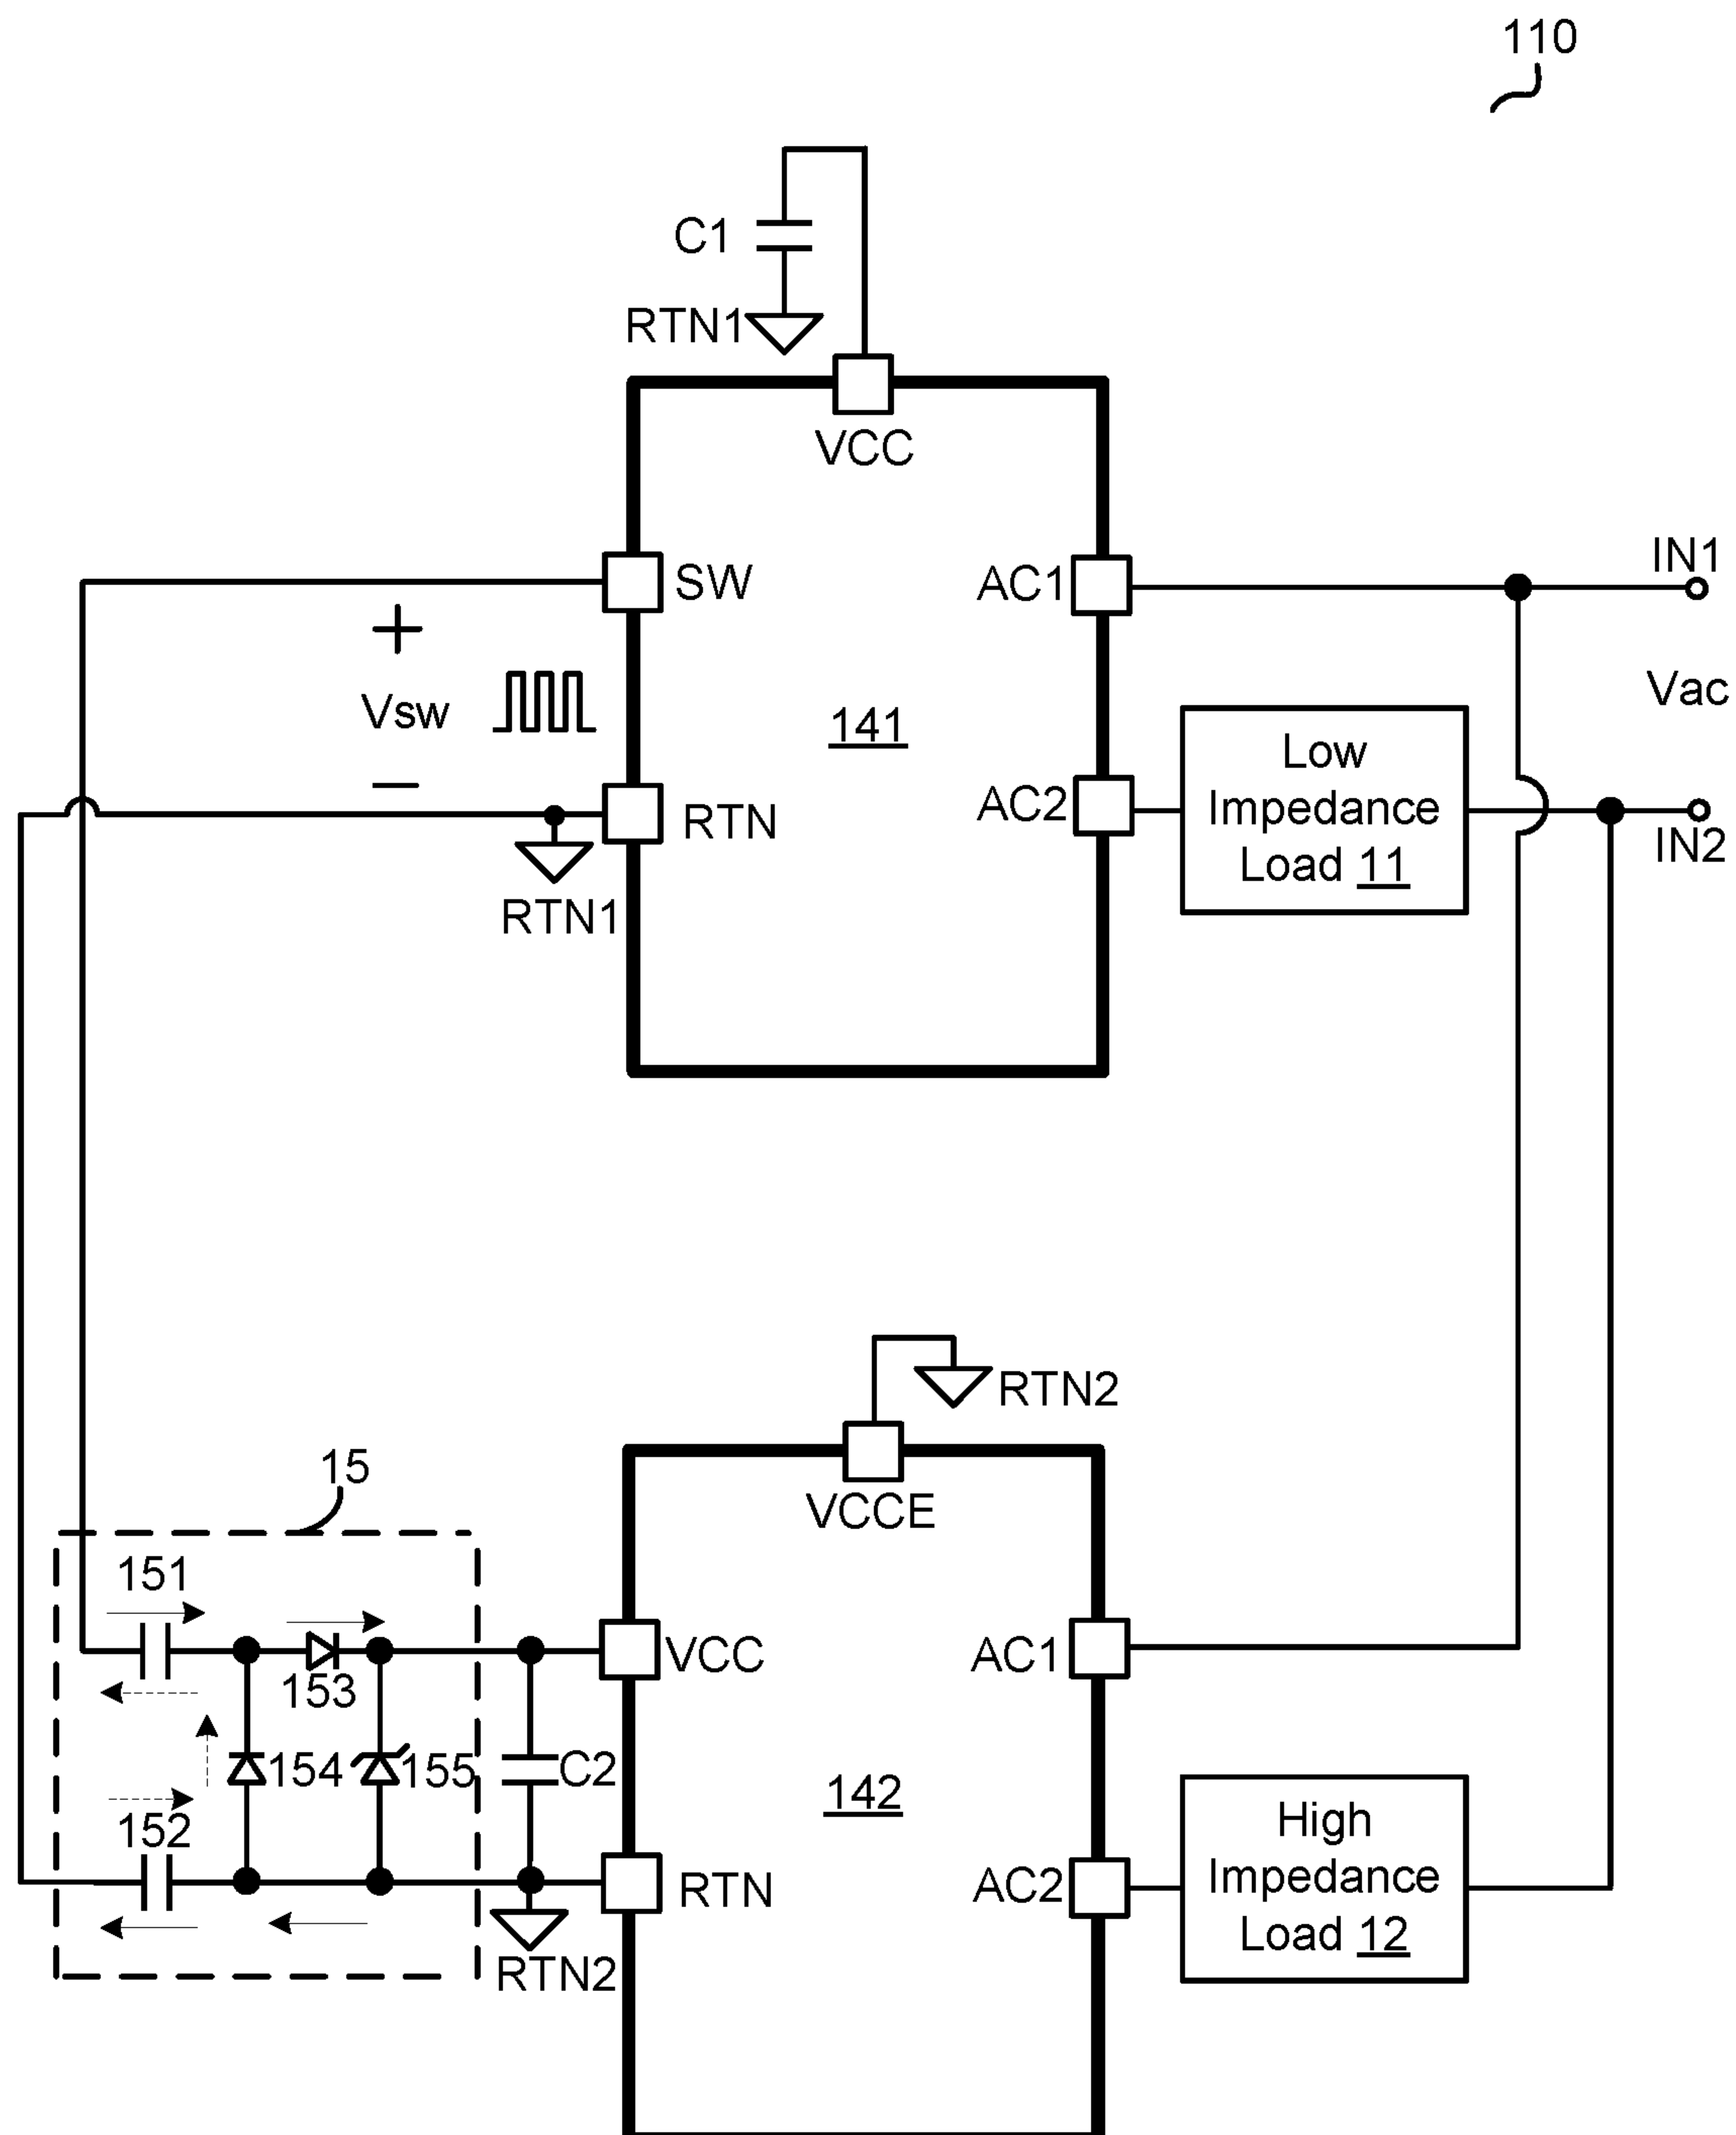 110
C1
RTN1
VCC
SW
AC1
IN1
+
Vsw
−
Vac
141
Low
Impedance
Load 11
AC2
RTN
IN2
RTN1
RTN2
VCCE
15
151
153
VCC
AC1
154
155
C2
152
142
High
Impedance
Load 12
RTN
AC2
RTN2